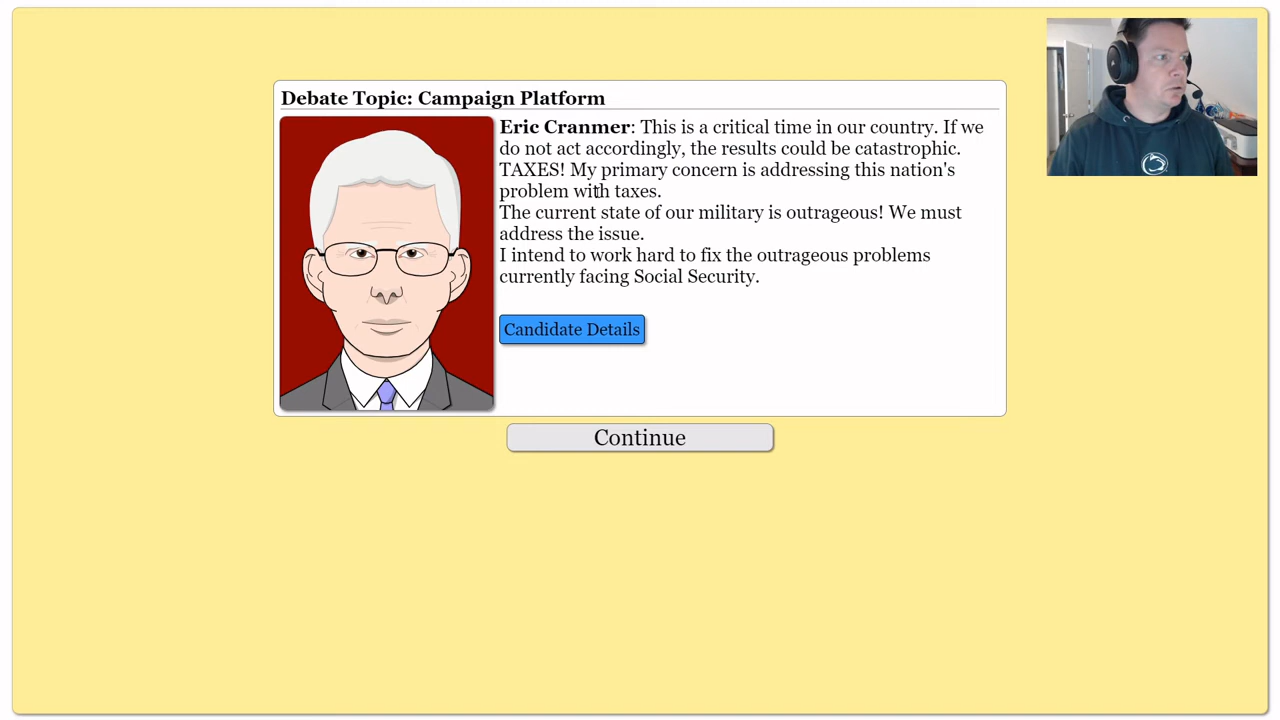 Debate Topic: Campaign Platform
Eric Cranmer: This is a critical time in our country. If we
do not act accordingly, the results could be catastrophic.
TAXES! My primary concern is addressing this nation's
problem with taxes.
The current state of our military is outrageous! We must
address the issue.
I intend to work hard to fix the outrageous problems
currently facing Social Security.
Candidate Details
Continue